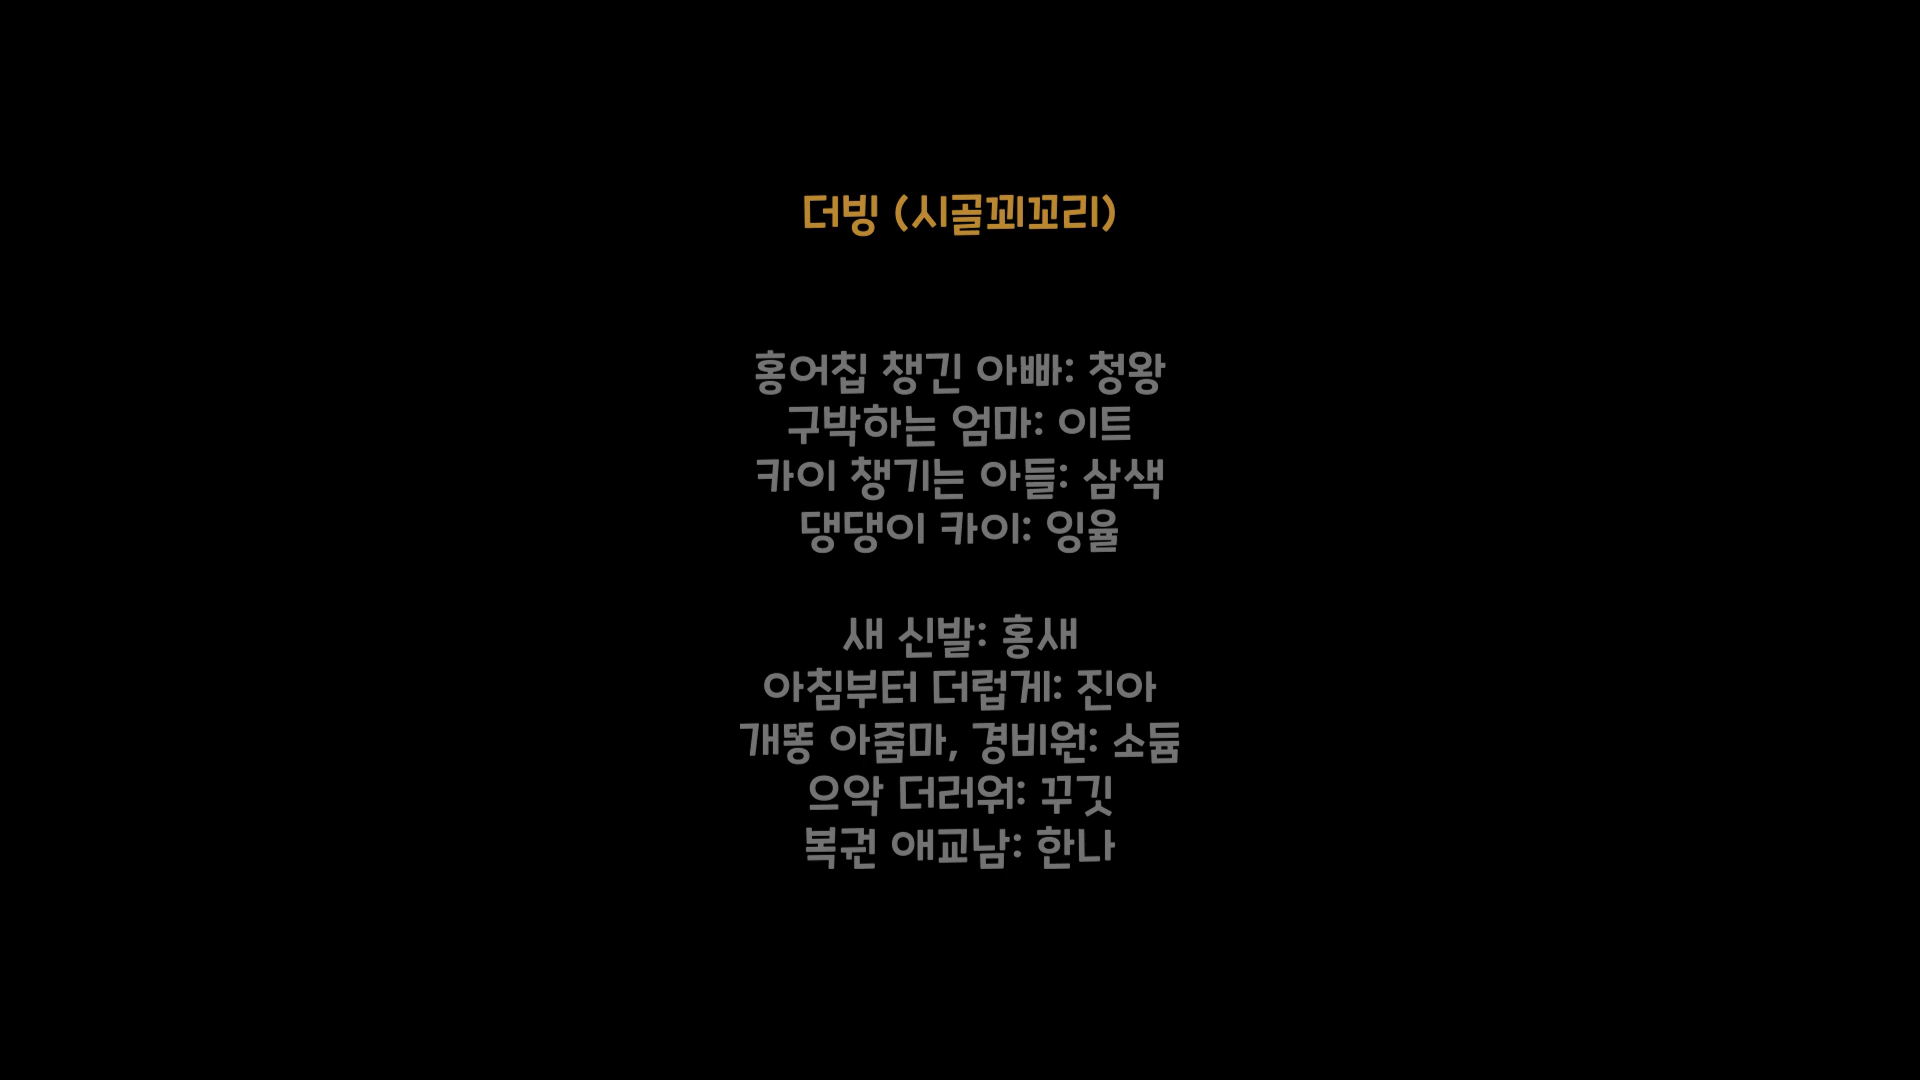 더빙 (시골꾀꼬리)
홍어칩 챙긴 아빠: 청왕
구박하는 엄마: 이트
카이 챙기는 아들: 삼색
댕댕이 카이: 잉율
새 신발: 홍새
아침부터 더럽게: 진아
개똥 아줌마, 경비원: 소듐
으악 더러워: 꾸깃
복권 애교남: 한나